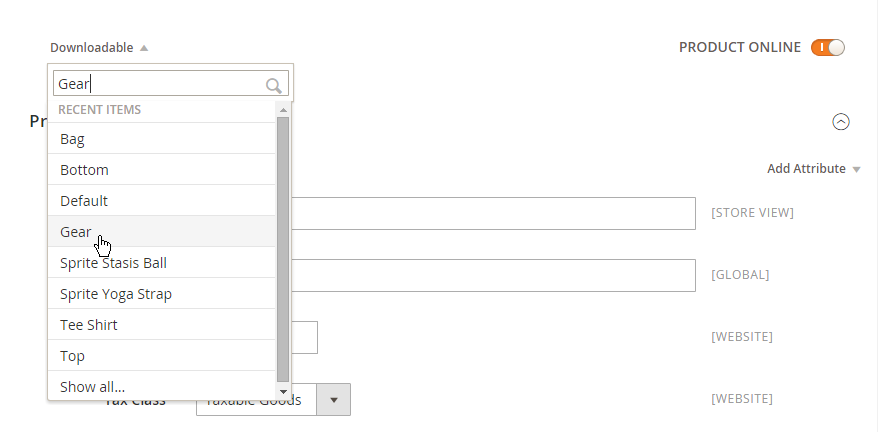 Downloadable
PRODUCT ONLINE
Gear
RECENT ITEMS
Pr
Bag
Bottom
Add Attribute
Default
[STORE VIEW]
Gear
Sprite Stasis Ball
[GLOBAL]
Sprite Yoga Strap
Tee Shirt
[WEBSITE]
Top
Show all...
Tax Class
Taxable Goods
[WEBSITE]